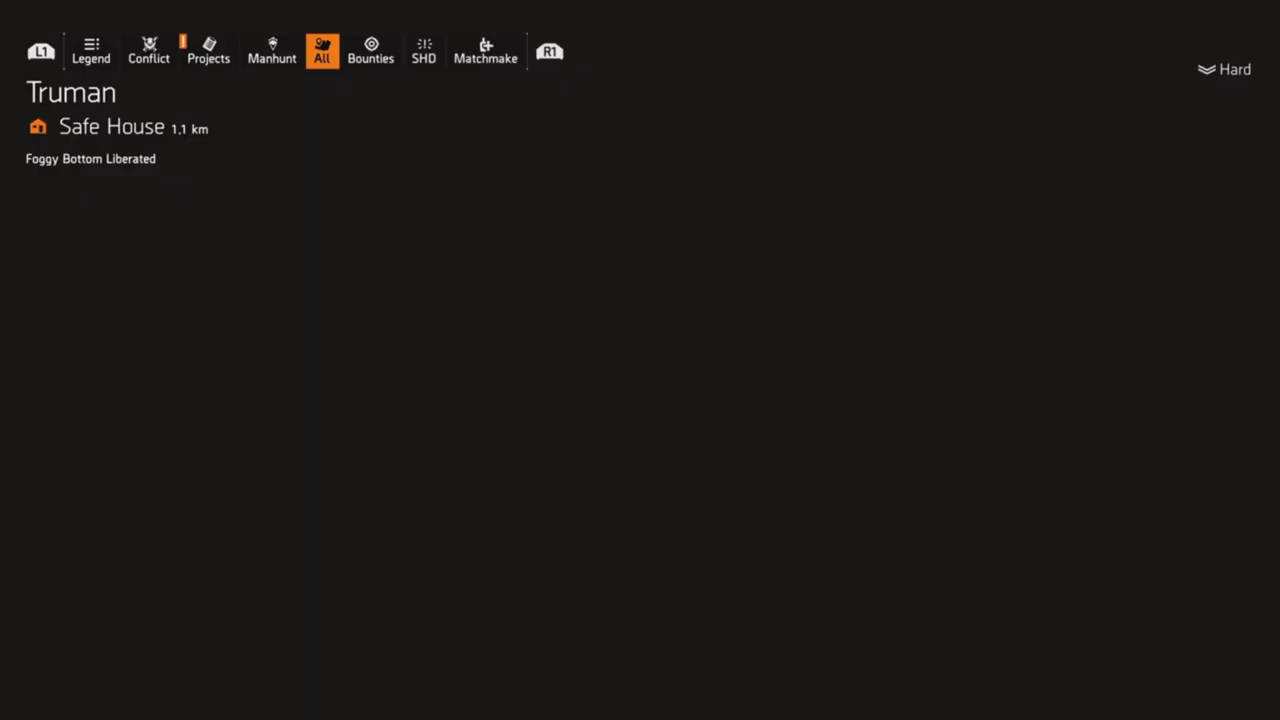 L1 Legend Conflict Projects Manhunt All Bounties SHD Matchmake R1
Hard
Truman
Safe House 1.1 km
Foggy Bottom Liberated